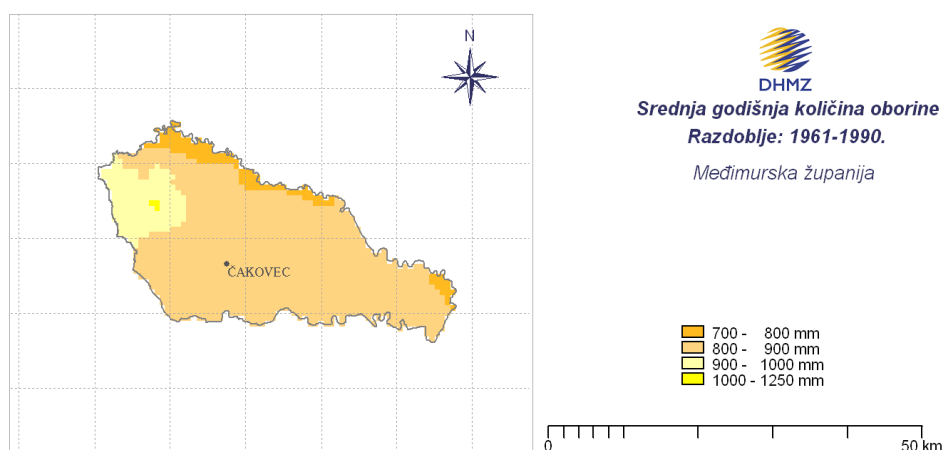 N
DHMZ
Srednja godišnja količina oborine
Razdoblje: 1961-1990.
Međimurska županija
ČAKOVEC
700 - 800 mm
800 - 900 mm
900 - 1000 mm
1000 - 1250 mm
0 50 km